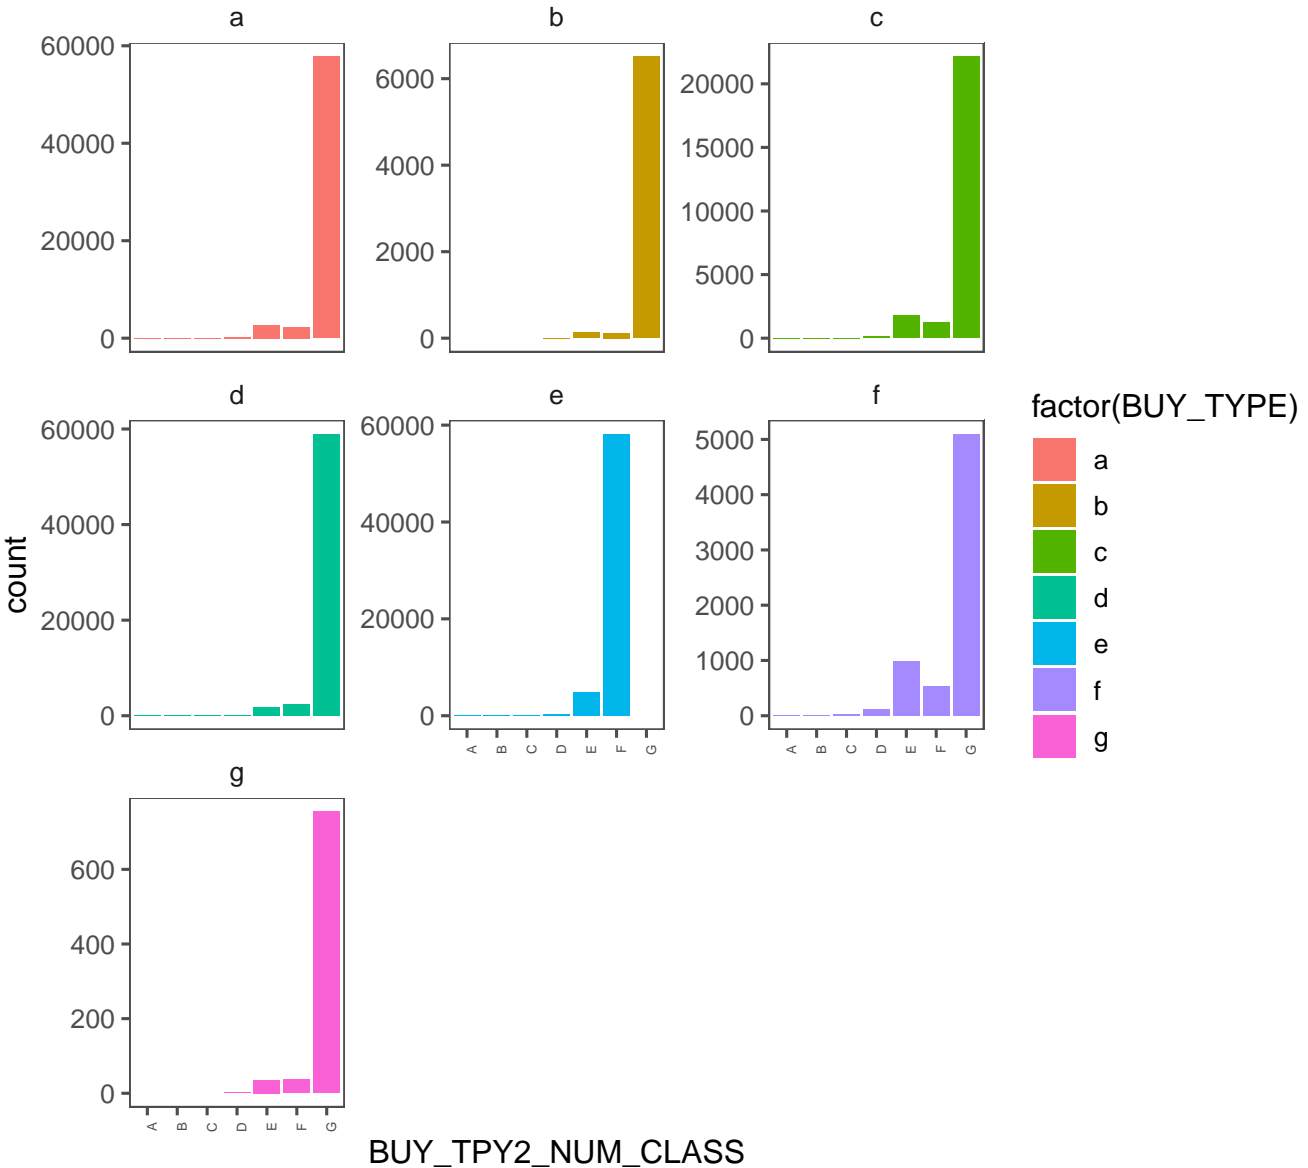 a
b
c
60000
40000
20000
0
6000
4000
2000
0
20000
15000
10000
5000
0
d
e
f
60000
40000
20000
0
60000
40000
20000
0
5000
4000
3000
2000
1000
0
A B C D E F G
A B C D E F G
g
600
400
200
0
A B C D E F G
count
BUY_TPY2_NUM_CLASS
factor(BUY_TYPE)
a
b
c
d
e
f
g